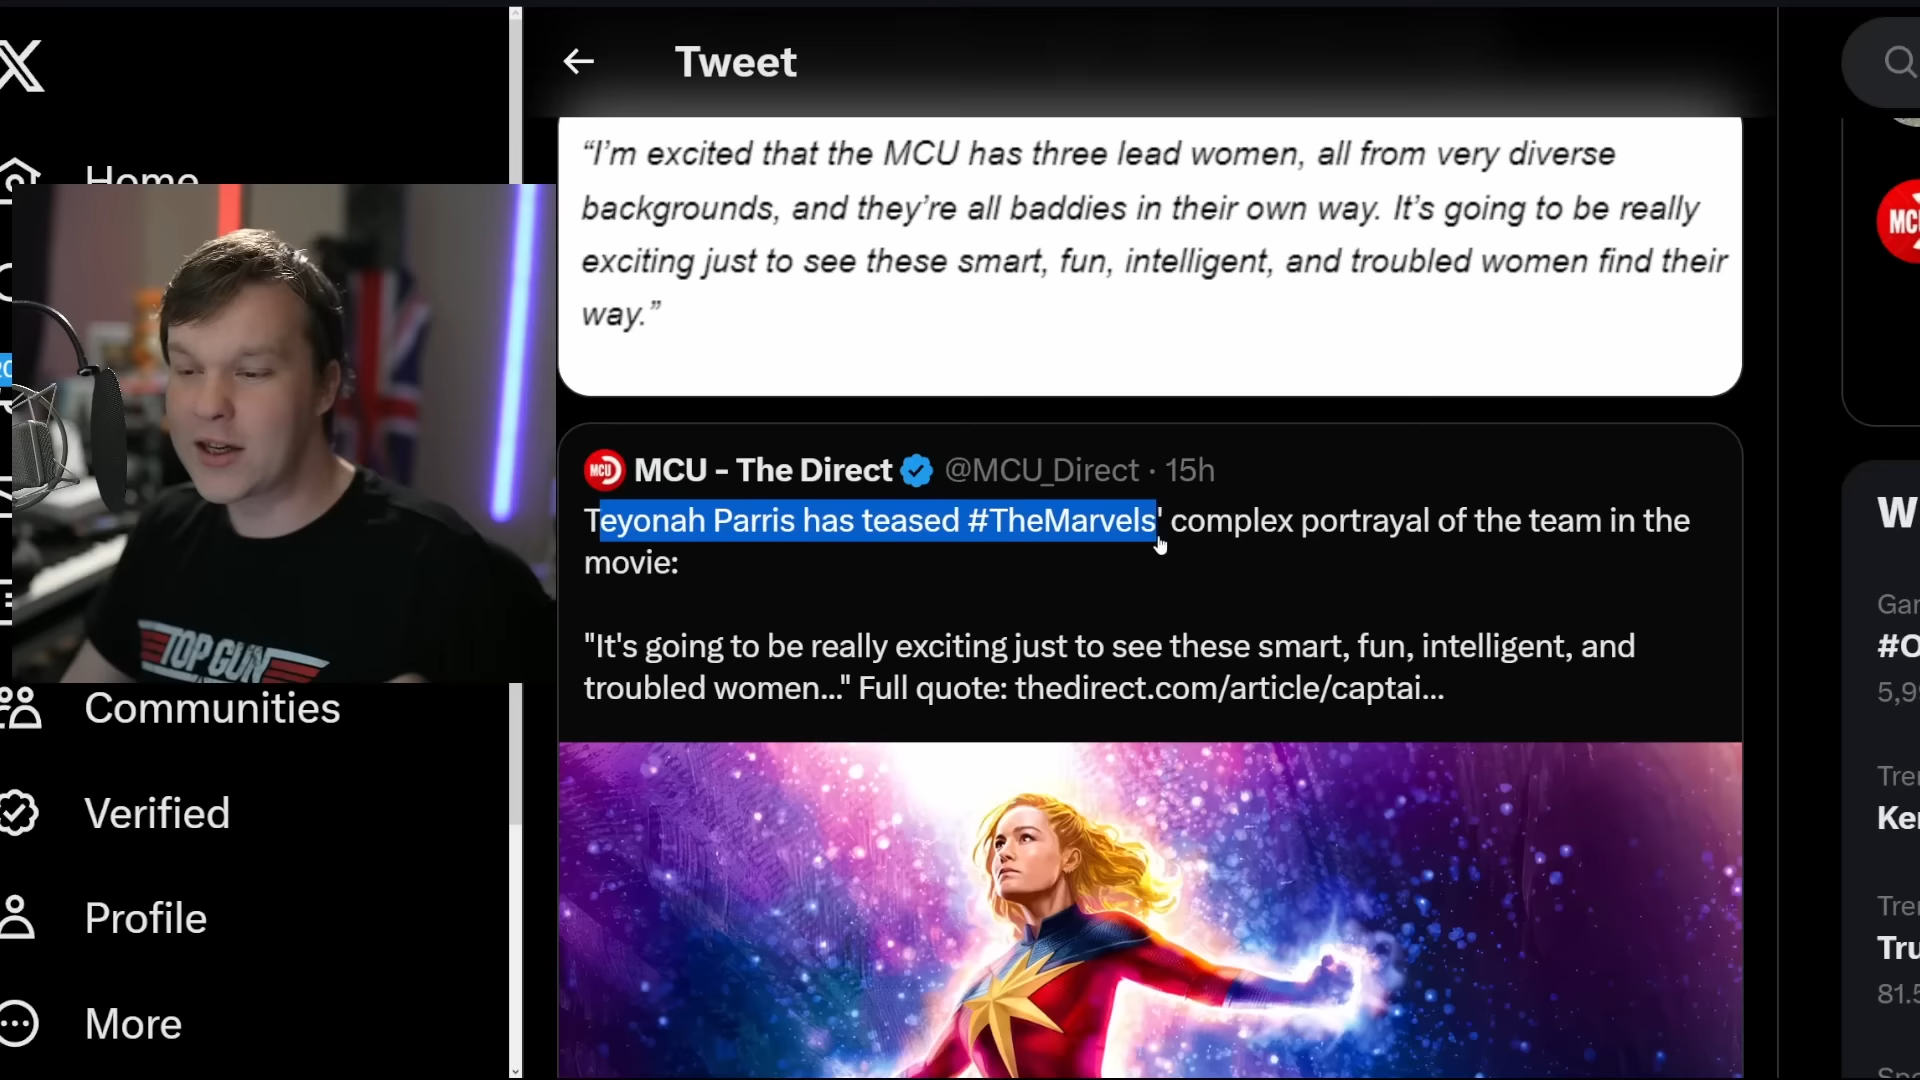 Tweet
Home
“I’m excited that the MCU has three lead women, all from very diverse
backgrounds, and they’re all baddies in their own way. It’s going to be really
exciting just to see these smart, fun, intelligent, and troubled women find their
way.”
MCU MCU - The Direct @MCU_Direct · 15h
Teyonah Parris has teased #TheMarvels' complex portrayal of the team in the
movie:
"It's going to be really exciting just to see these smart, fun, intelligent, and
troubled women..." Full quote: thedirect.com/article/captai...
TOP GUN
Communities
Verified
Profile
More